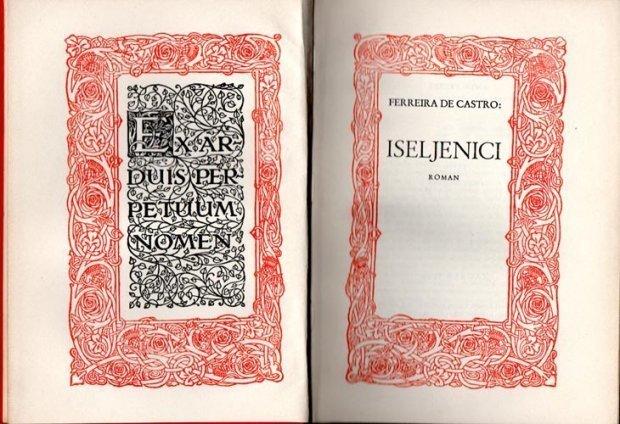 EX AR
DUIS PER
PETUUM
NOMEN
FERREIRA DE CASTRO:
ISELJENICI
ROMAN